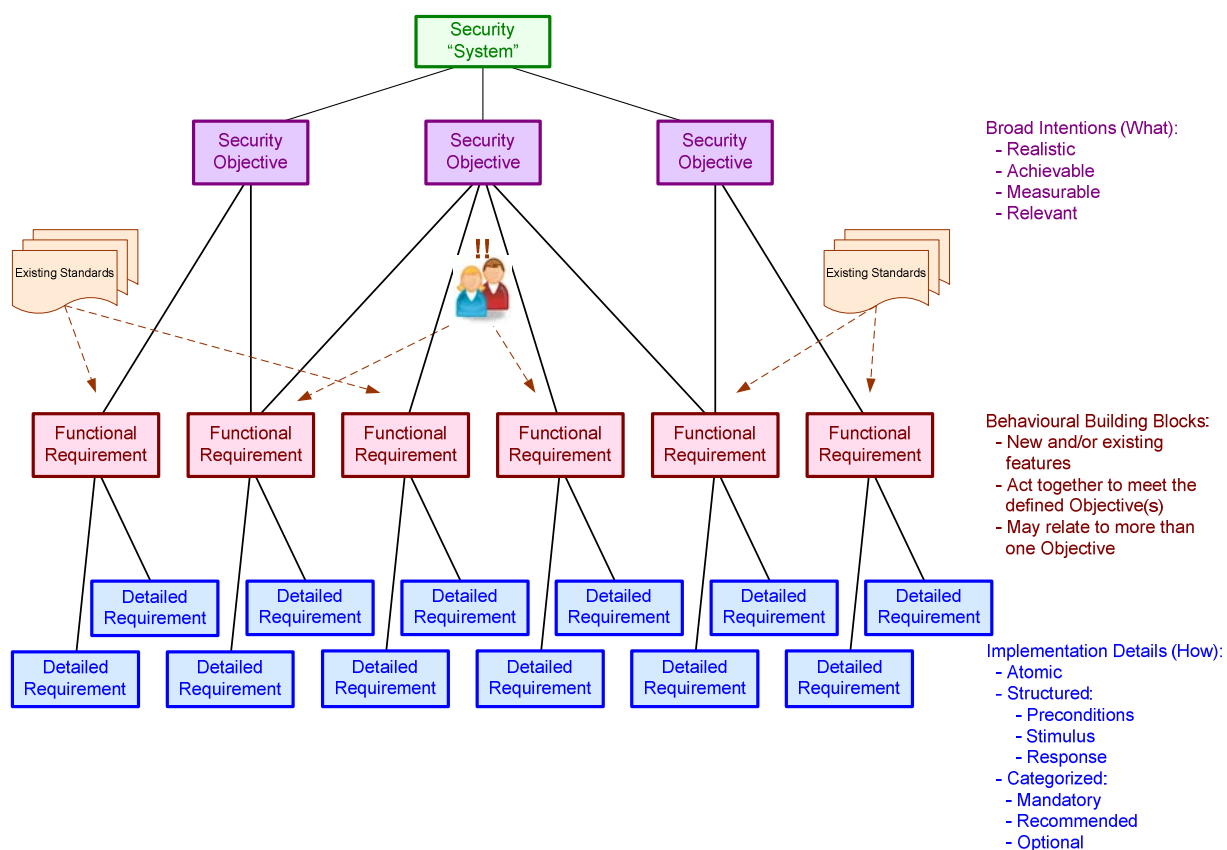 Security
“System”
Security
Objective
Security
Objective
Security
Objective
Broad Intentions (What):
- Realistic
- Achievable
- Measurable
- Relevant
Existing Standards
!!
Existing Standards
Functional
Requirement
Functional
Requirement
Functional
Requirement
Functional
Requirement
Functional
Requirement
Functional
Requirement
Behavioural Building Blocks:
- New and/or existing
features
- Act together to meet the
defined Objective(s)
- May relate to more than
one Objective
Detailed
Requirement
Detailed
Requirement
Detailed
Requirement
Detailed
Requirement
Detailed
Requirement
Detailed
Requirement
Detailed
Requirement
Detailed
Requirement
Detailed
Requirement
Detailed
Requirement
Detailed
Requirement
Detailed
Requirement
Implementation Details (How):
- Atomic
- Structured:
- Preconditions
- Stimulus
- Response
- Categorized:
- Mandatory
- Recommended
- Optional